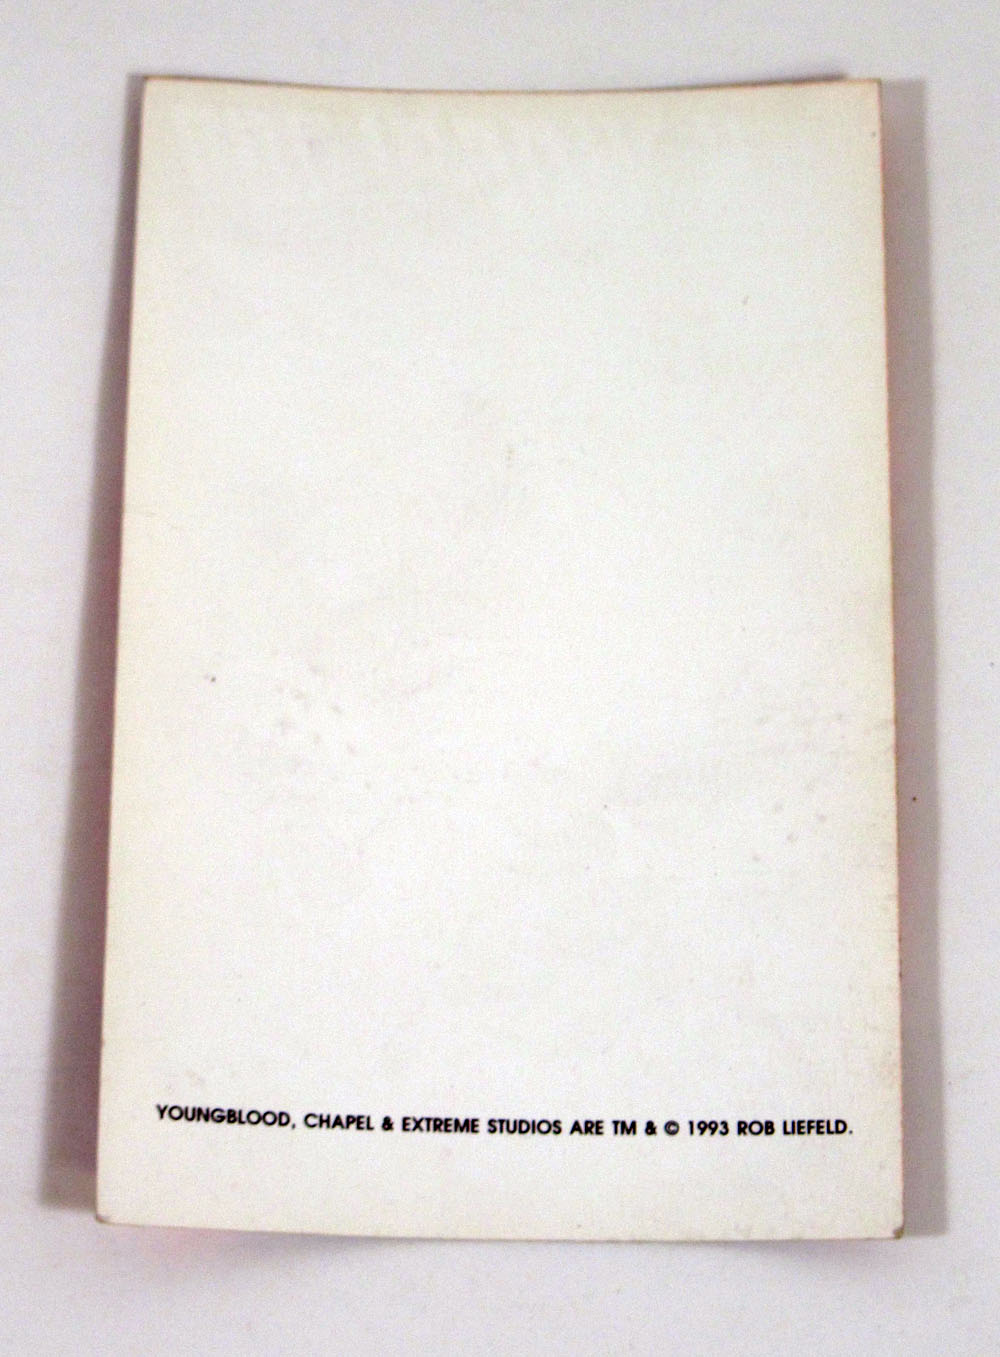 YOUNGBLOOD, CHAPEL & EXTREME STUDIOS ARE TM & © 1993 ROB LIEFELD.